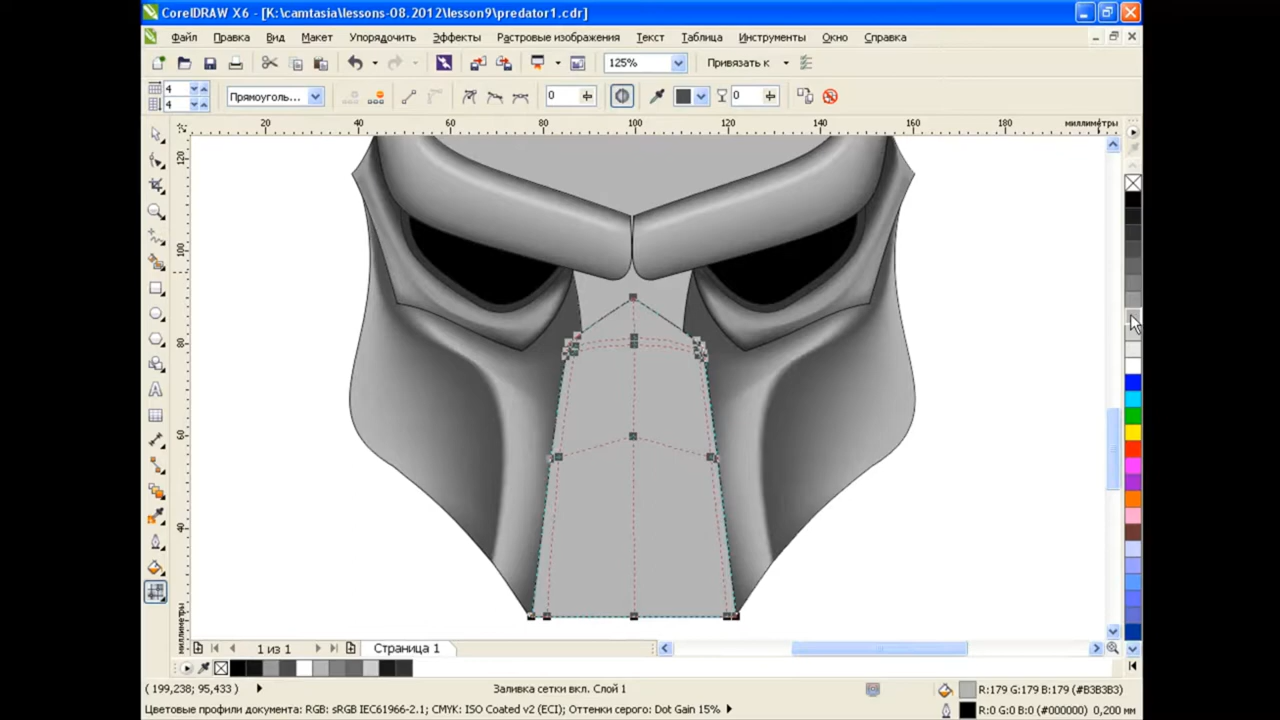 CorelDRAW X6 - [K:\camtasia\lessons-08.2012\lesson9\predator1.cdr]
Файл Правка Вид Макет Упорядочить Эффекты Растровые изображения Текст Таблица Инструменты Окно Справка
125% Привязать к
4
4
Прямоуголь... 0 0
20 40 60 80 100 120 140 160 180 миллиметры
120
100
80
60
40
миллиметры
1 из 1 Страница 1
( 199,238; 95,433 ) Заливка сетки вкл. Слой 1 R:179 G:179 B:179 (#B3B3B3)
Цветовые профили документа: RGB: sRGB IEC61966-2.1; CMYK: ISO Coated v2 (ECI); Оттенки серого: Dot Gain 15% R:0 G:0 B:0 (#000000) 0,200 мм